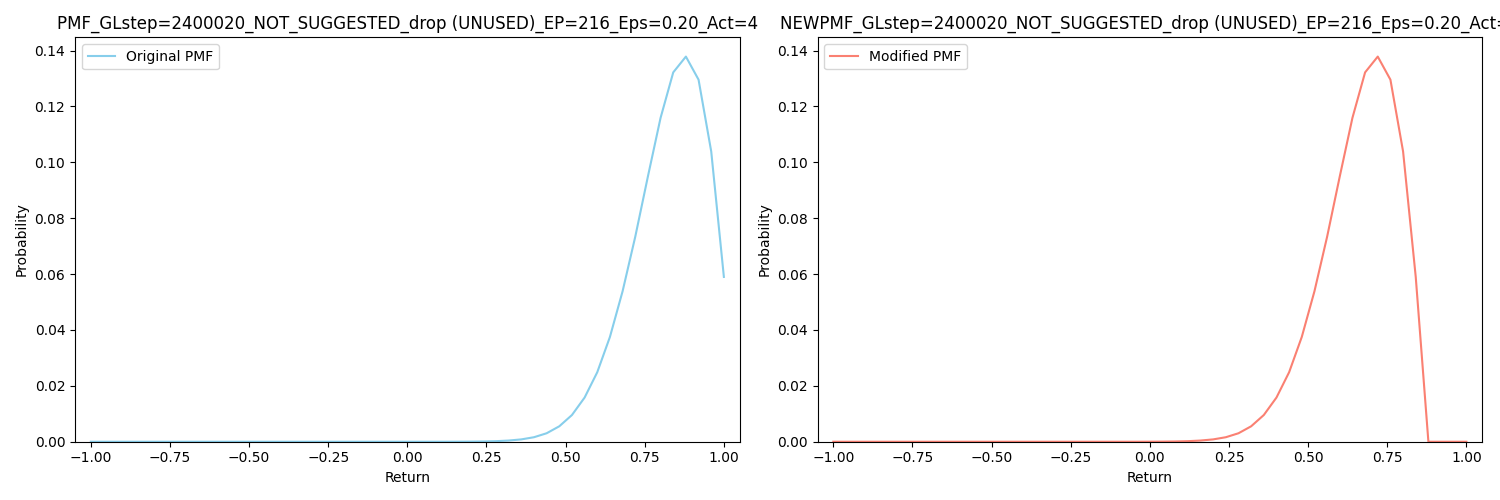 PMF_GLstep=2400020_NOT_SUGGESTED_drop (UNUSED)_EP=216_Eps=0.20_Act=4
Original PMF
Probability
0.14
0.12
0.10
0.08
0.06
0.04
0.02
0.00
−1.00 −0.75 −0.50 −0.25 0.00 0.25 0.50 0.75 1.00
Return
NEWPMF_GLstep=2400020_NOT_SUGGESTED_drop (UNUSED)_EP=216_Eps=0.20_Act=
Modified PMF
Probability
0.14
0.12
0.10
0.08
0.06
0.04
0.02
0.00
−1.00 −0.75 −0.50 −0.25 0.00 0.25 0.50 0.75 1.00
Return